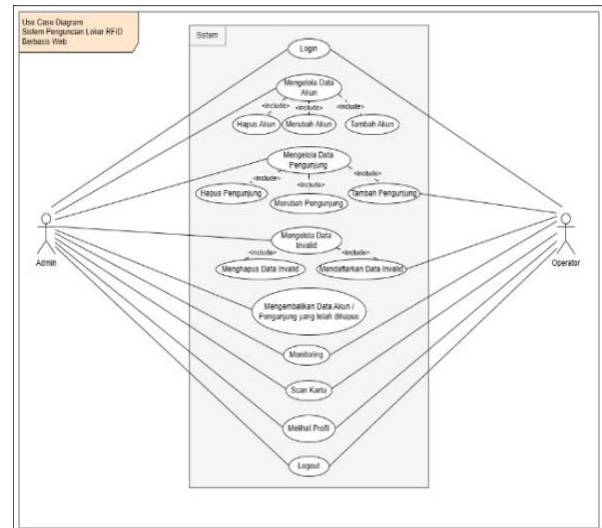 Use Case Diagram
Sistem Penguncian Loker RFID
Berbasis Web
Sistem
Login
Mengelola Data
Akun
<include>
<include>
<include>
Hapus Akun
Merubah Akun
Tambah Akun
Mengelola Data
Pengunjung
<include>
<include>
<include>
Hapus Pengunjung
Merubah Pengunjung
Tambah Pengunjung
Mengelola Data
Invalid
<include>
<include>
Menghapus Data Invalid
Mendaftarkan Data Invalid
Admin
Operator
Mengembalikan Data Akun /
Pengunjung yang telah dihapus
Monitoring
Scan Kartu
Melihat Profil
Logout